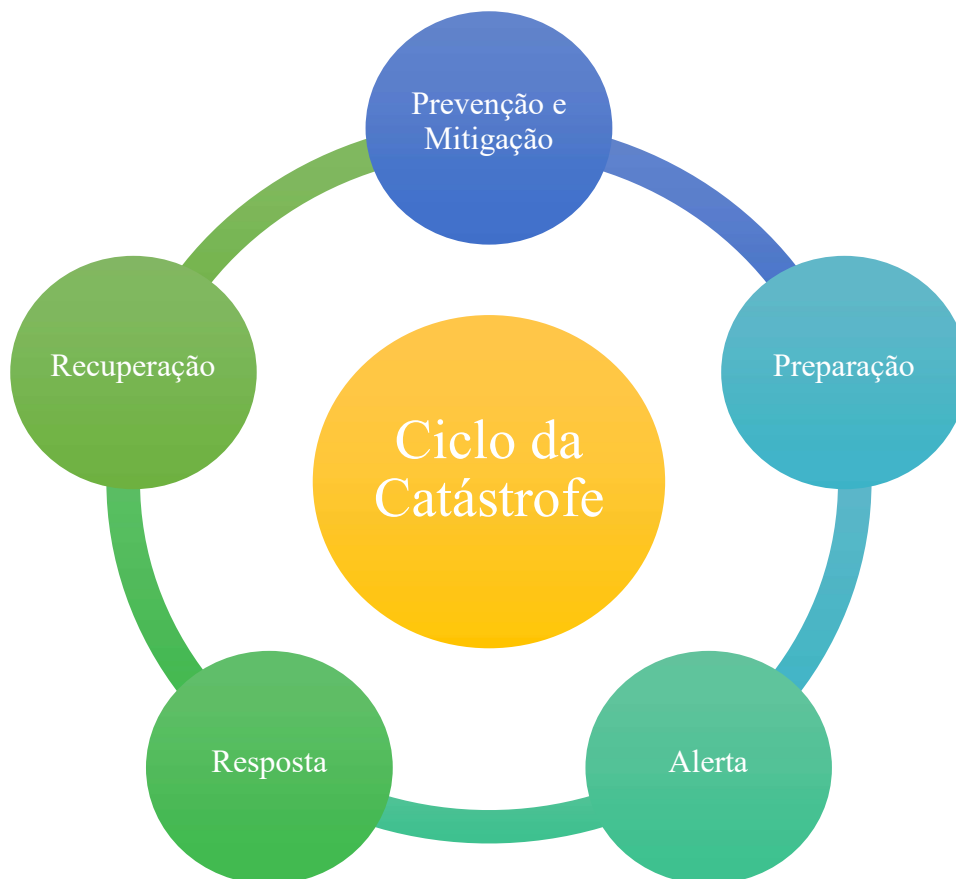 Prevenção e
Mitigação
Preparação
Alerta
Resposta
Recuperação
Ciclo da
Catástrofe